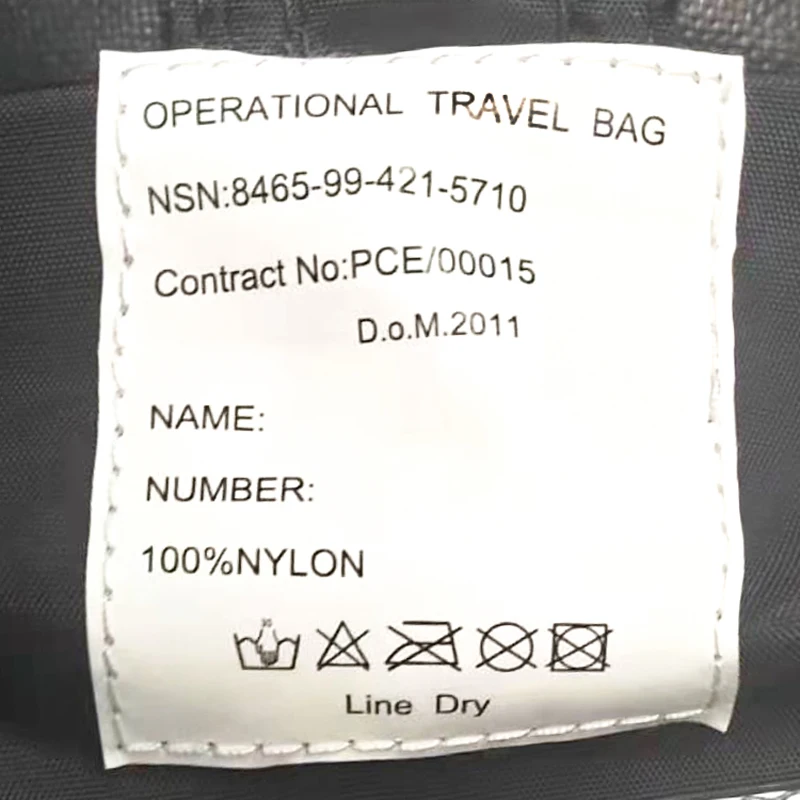 OPERATIONAL TRAVEL BAG
NSN:8465-99-421-5710
Contract No:PCE/00015
D.o.M.2011
NAME:
NUMBER:
100%NYLON
Line Dry